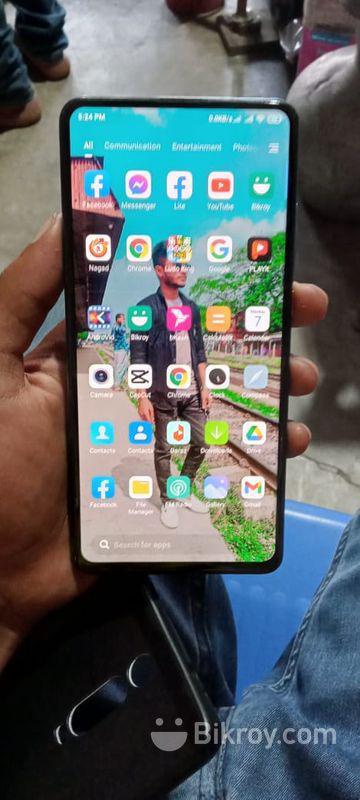 5:24 PM 0.0KB/s
All Communication Entertainment Photo
Facebook Messenger Lite YouTube Bikroy
Nagad Chrome Ludo King Google PLAYit
Bikroy bKash Calculator Calendar
Monday
7
Camera CapCut Chrome Clock Compass
Contacts Contacts Daraz Downloads Drive
Facebook File Manager FM Radio Gallery Gmail
Search for apps
Bikroy.com